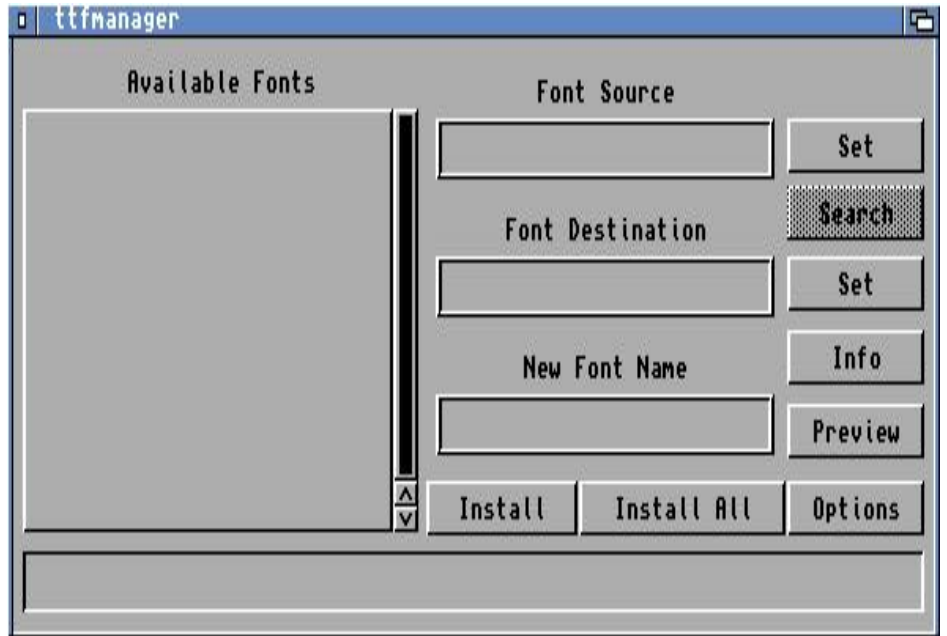 ttfmanager
Available Fonts
Font Source
Set
Search
Font Destination
Set
Info
New Font Name
Preview
Install
Install All
Options